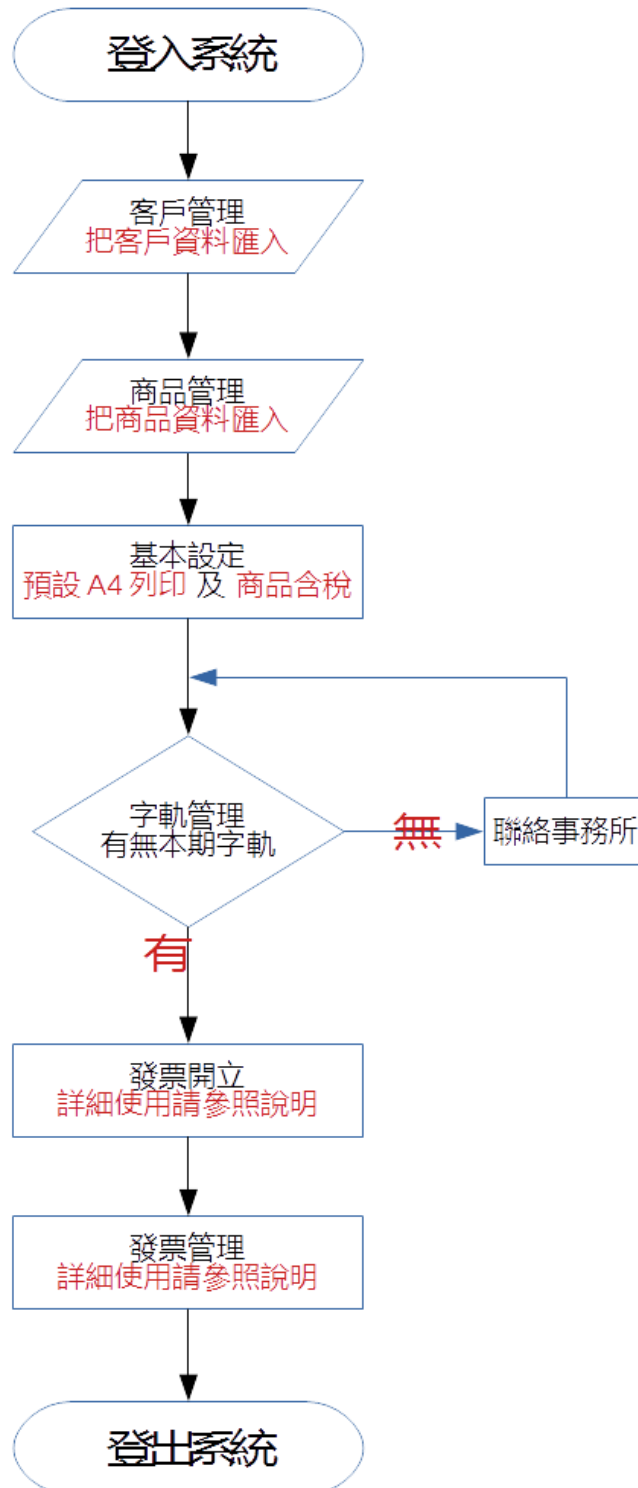 登入系統
客戶管理
把客戶資料匯入
商品管理
把商品資料匯入
基本設定
預設 A4 列印 及 商品含稅
字軌管理
有無本期字軌
無
聯絡事務所
有
發票開立
詳細使用請參照說明
發票管理
詳細使用請參照說明
登出系統